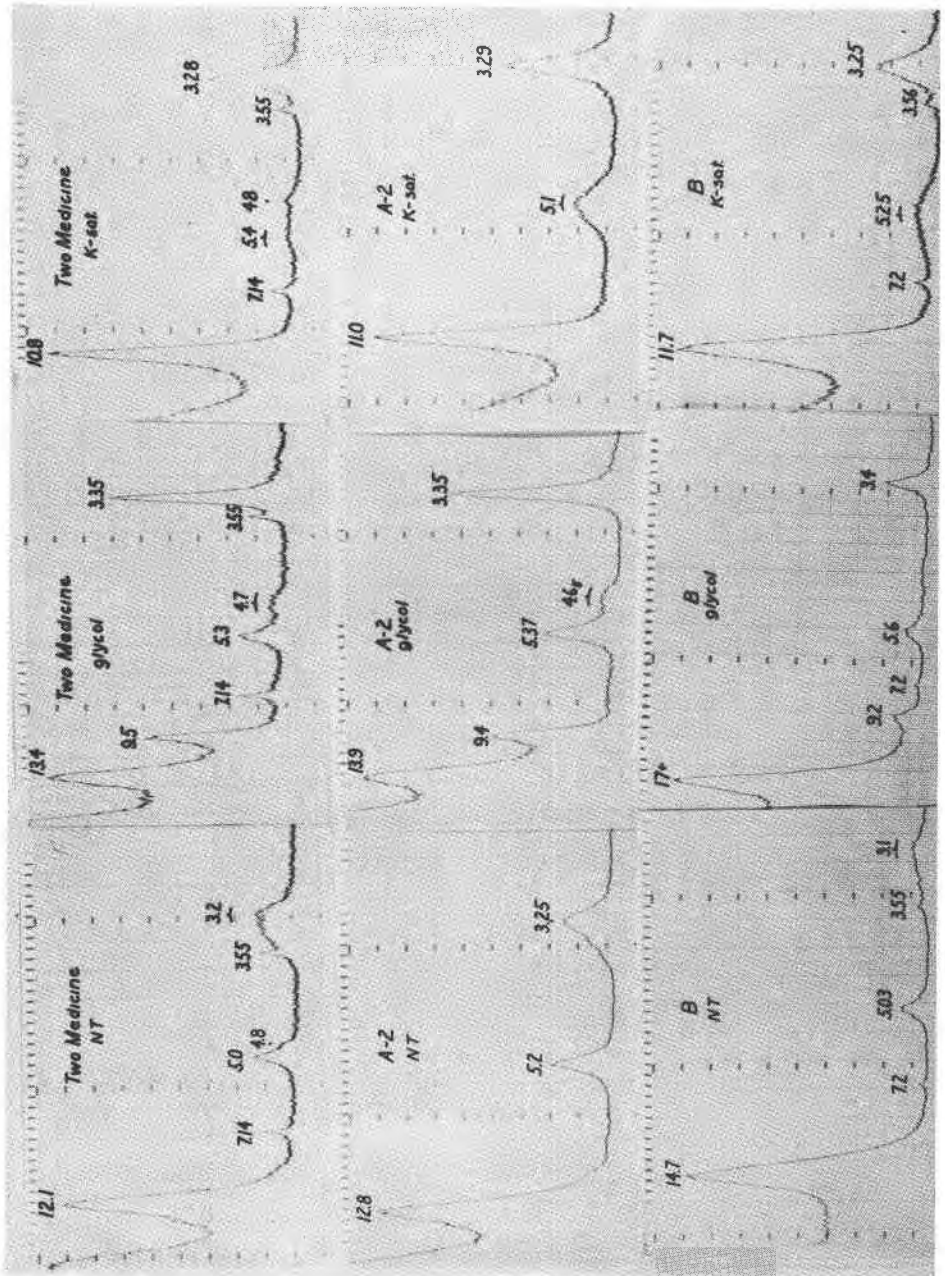 Two Medicine
NT
12.1
7.14
5.0
4.8
3.55
3.2
Two Medicine
glycol
13.4
9.5
7.14
5.3
4.7
3.55
3.35
Two Medicine
K-sat.
10.8
7.14
5.4
4.8
3.55
3.28
A-2
NT
12.8
5.2
3.25
A-2
glycol
13.9
9.4
5.37
3.35
A-2
K-sat.
11.0
5.1
3.29
B
NT
14.7
7.2
5.03
3.55
3.1
B
glycol
17+
9.2
7.2
5.6
3.4
B
K-sat.
11.7
7.2
5.25
3.56
3.25